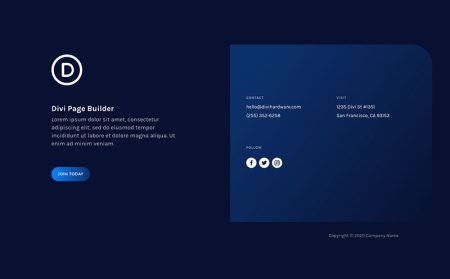 D
Divi Page Builder
Lorem ipsum dolor sit amet, consectetur
adipiscing elit, sed do eiusmod tempor
incididunt ut labore et dolore magna aliqua. Ut
enim ad minim veniam.
JOIN TODAY
CONTACT
hello@divihardware.com
(255) 352-6258
VISIT
1235 Divi St #1351
San Francisco, CA 93152
FOLLOW
Copyright © 2020 Company Name